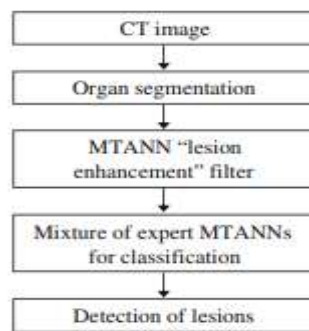 CT image
Organ segmentation
MTANN “lesion
enhancement” filter
Mixture of expert MTANNs
for classification
Detection of lesions